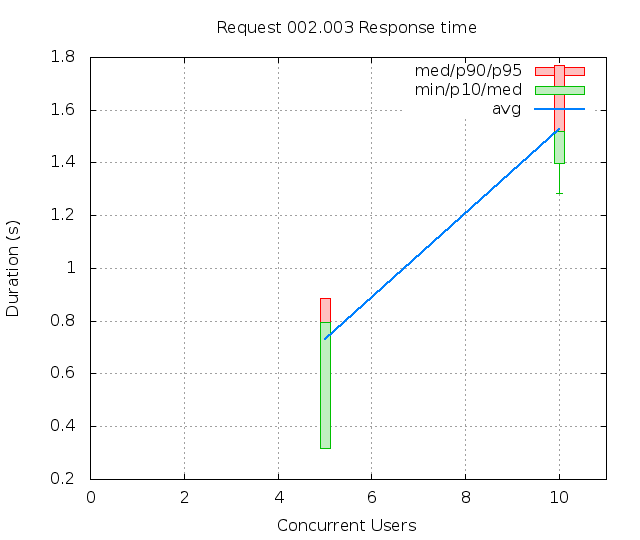 Request 002.003 Response time
med/p90/p95
min/p10/med
avg
Duration (s)
1.8
1.6
1.4
1.2
1
0.8
0.6
0.4
0.2
0 2 4 6 8 10
Concurrent Users